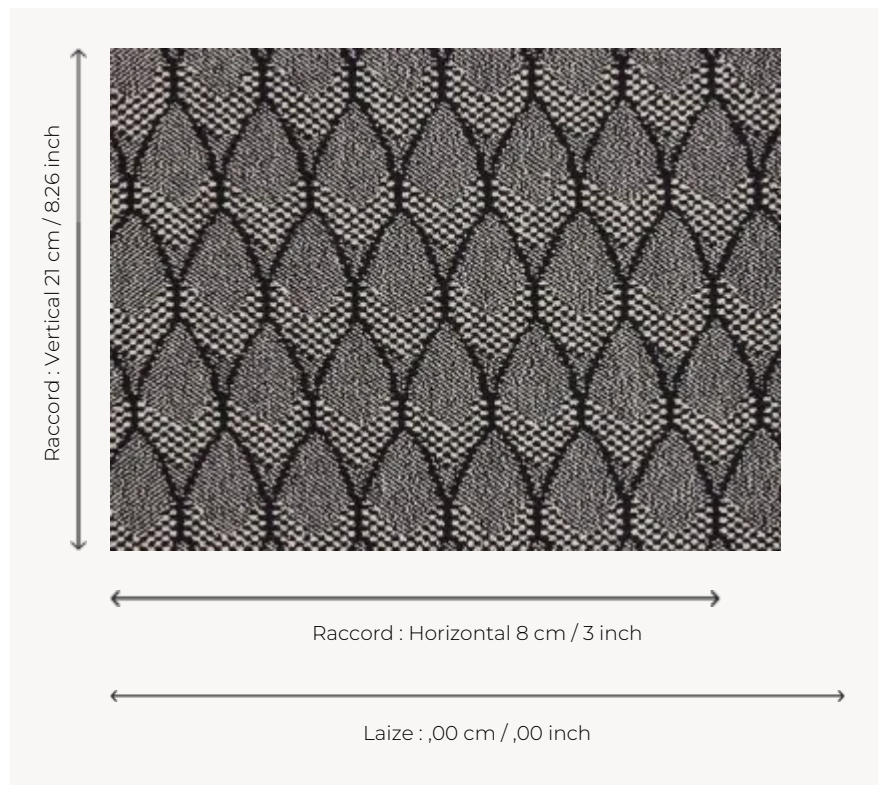 Raccord : Vertical 21 cm / 8.26 inch
Raccord : Horizontal 8 cm / 3 inch
Laize : ,00 cm / ,00 inch